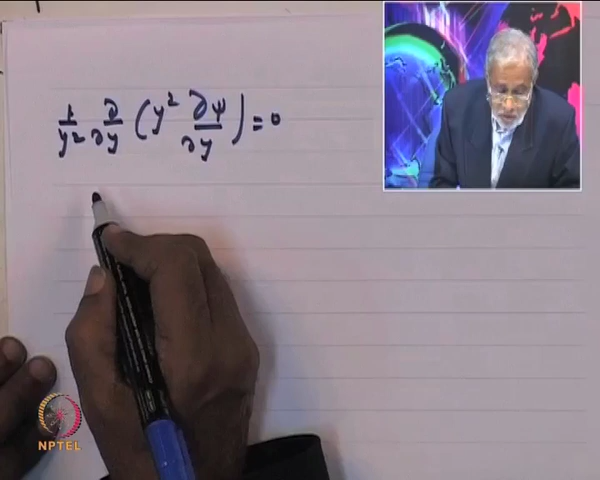 1/y² ∂/∂y (y² ∂ψ/∂y) = 0
NPTEL